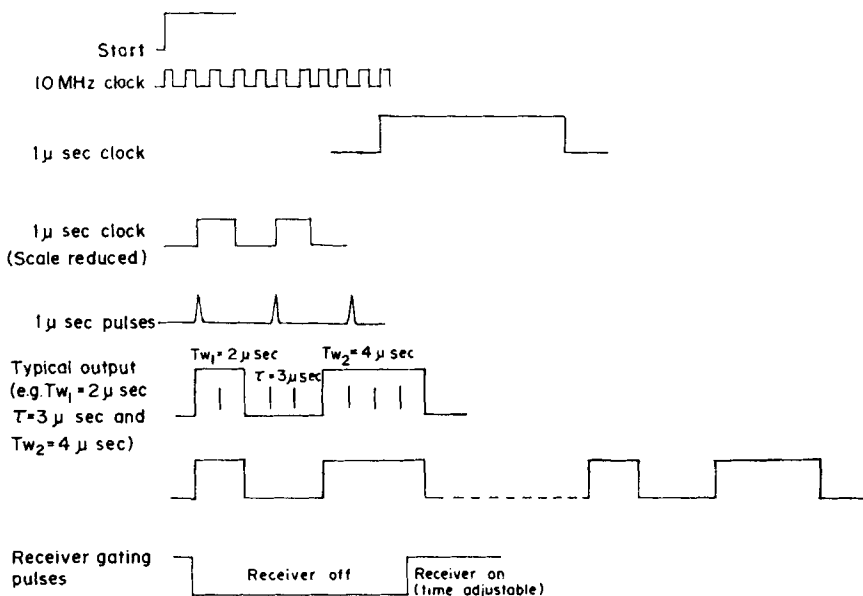 Start
10 MHz clock
1μ sec clock
1μ sec clock
(Scale reduced)
1μ sec pulses
Typical output
(e.g. Tw₁ = 2μ sec
τ = 3 μ sec and
Tw₂ = 4 μ sec)
Tw₁ = 2μ sec
τ = 3μ sec
Tw₂ = 4μ sec
Receiver gating
pulses
Receiver off
Receiver on
(time adjustable)